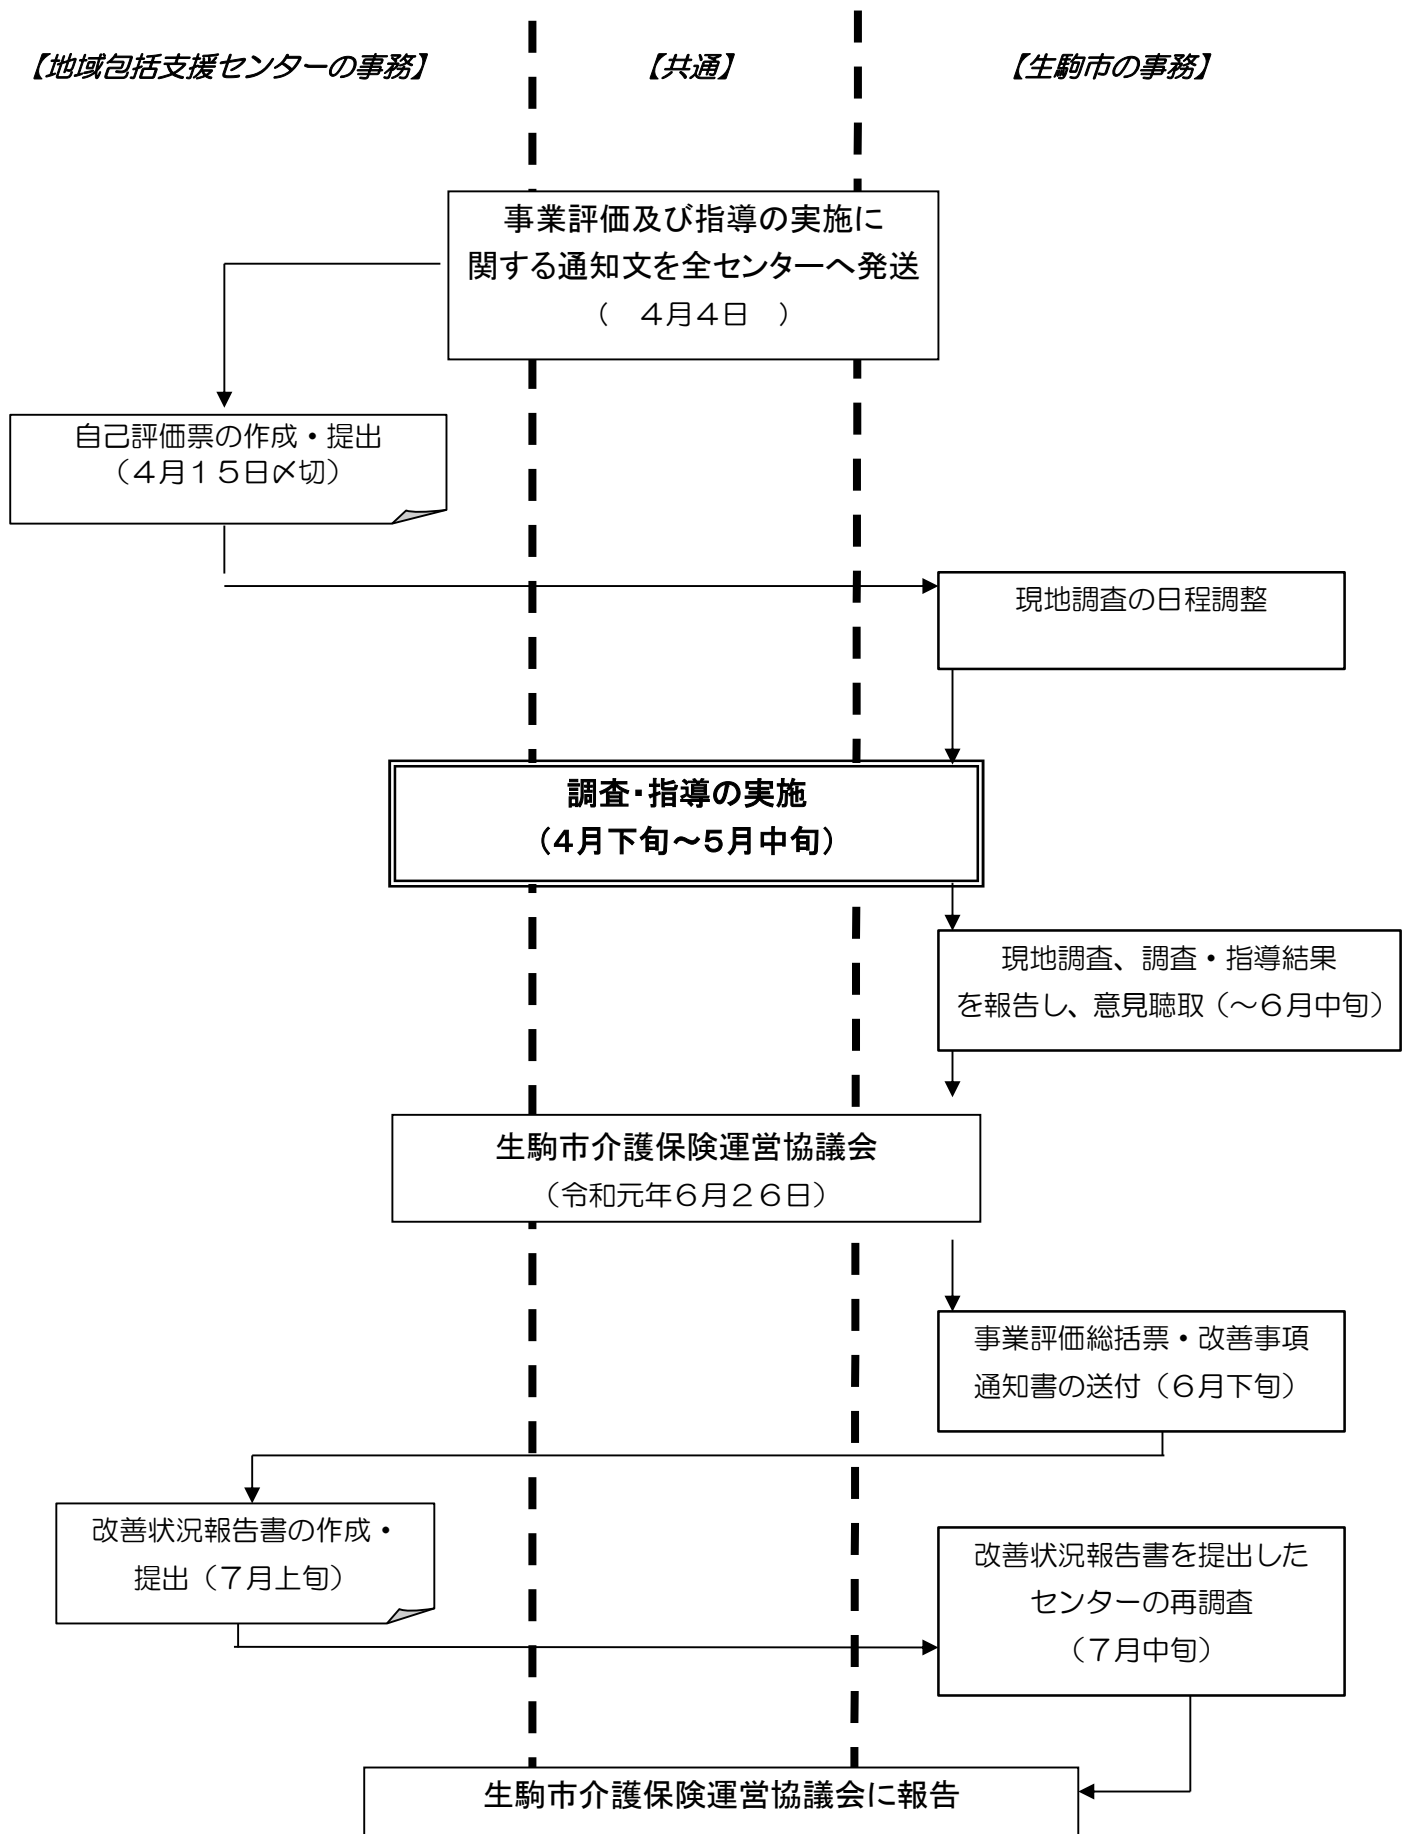 【地域包括支援センターの事務】
【共通】
【生駒市の事務】
事業評価及び指導の実施に
関する通知文を全センターへ発送
（　４月４日　）
自己評価票の作成・提出
（４月１５日〆切）
現地調査の日程調整
調査・指導の実施
（４月下旬～５月中旬）
現地調査、調査・指導結果
を報告し、意見聴取（～６月中旬）
生駒市介護保険運営協議会
（令和元年６月２６日）
事業評価総括票・改善事項
通知書の送付（６月下旬）
改善状況報告書の作成・
提出（７月上旬）
改善状況報告書を提出した
センターの再調査
（７月中旬）
生駒市介護保険運営協議会に報告